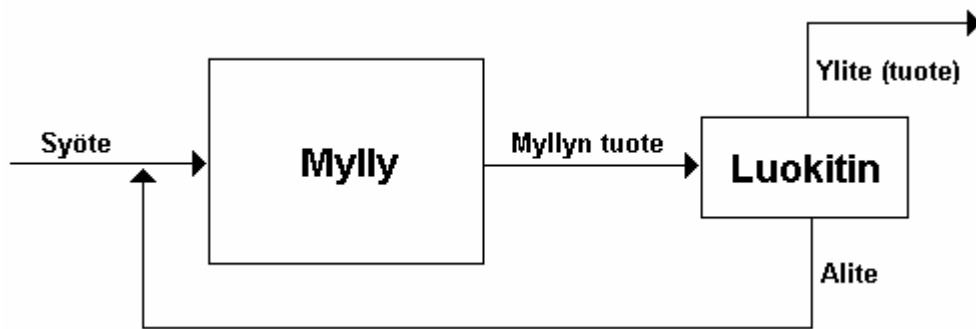 Ylite (tuote)
Syöte
Mylly
Myllyn tuote
Luokitin
Alite